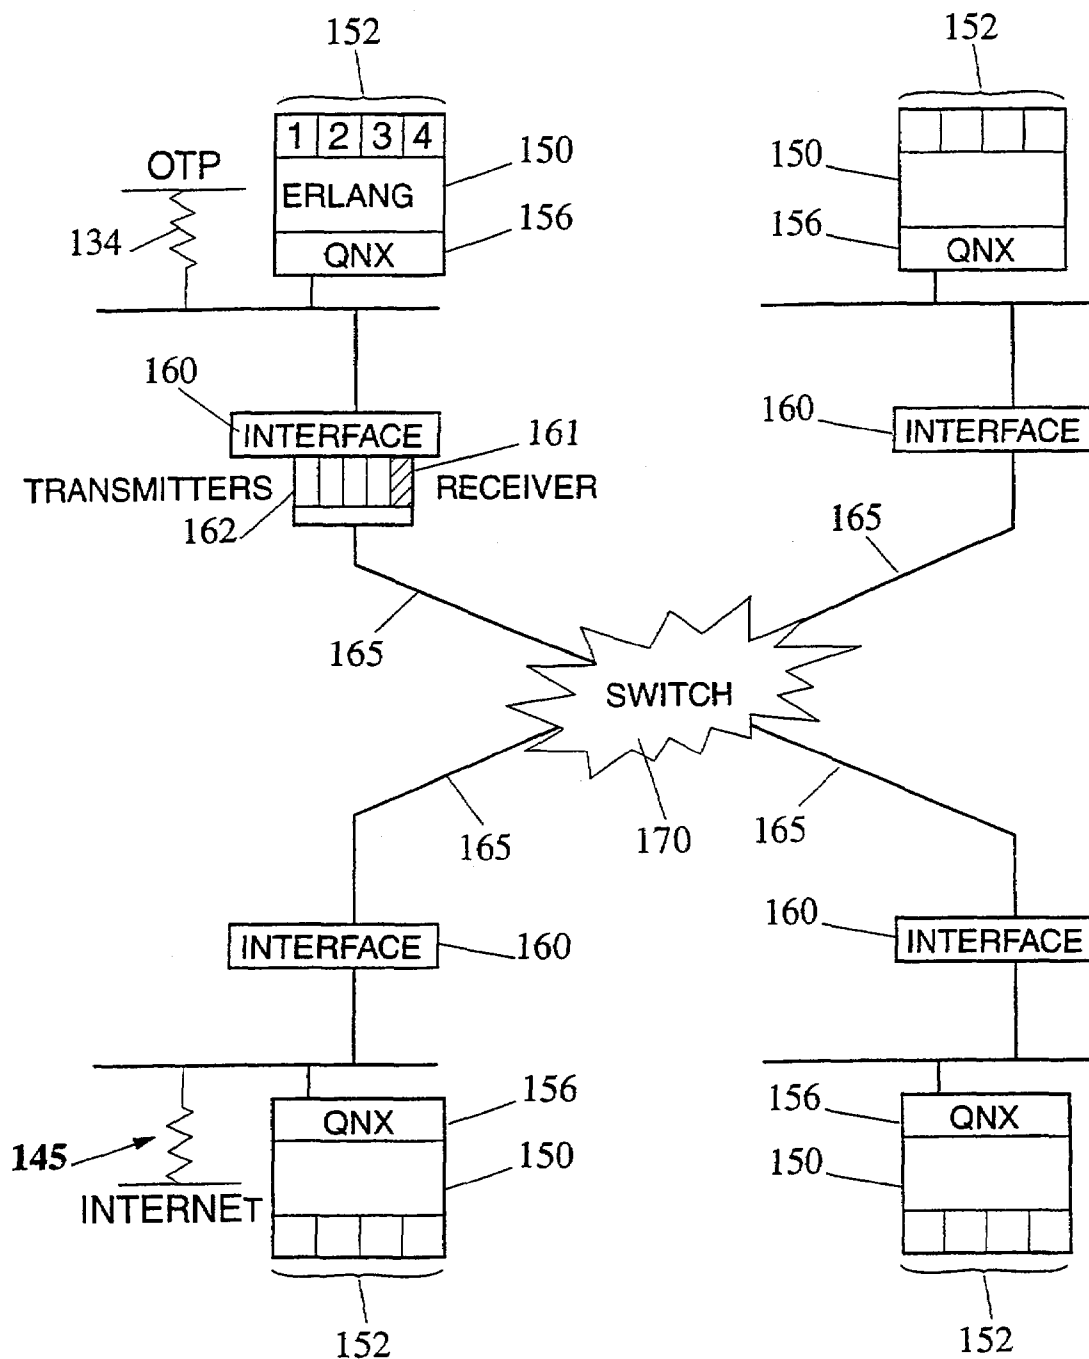 152
152
1 2 3 4
150
150
OTP
ERLANG
134
156
156
QNX
QNX
160
160
161
INTERFACE
INTERFACE
TRANSMITTERS
RECEIVER
162
165
165
SWITCH
165
170
165
160
160
INTERFACE
INTERFACE
156
156
QNX
QNX
145
150
150
INTERNET
152
152